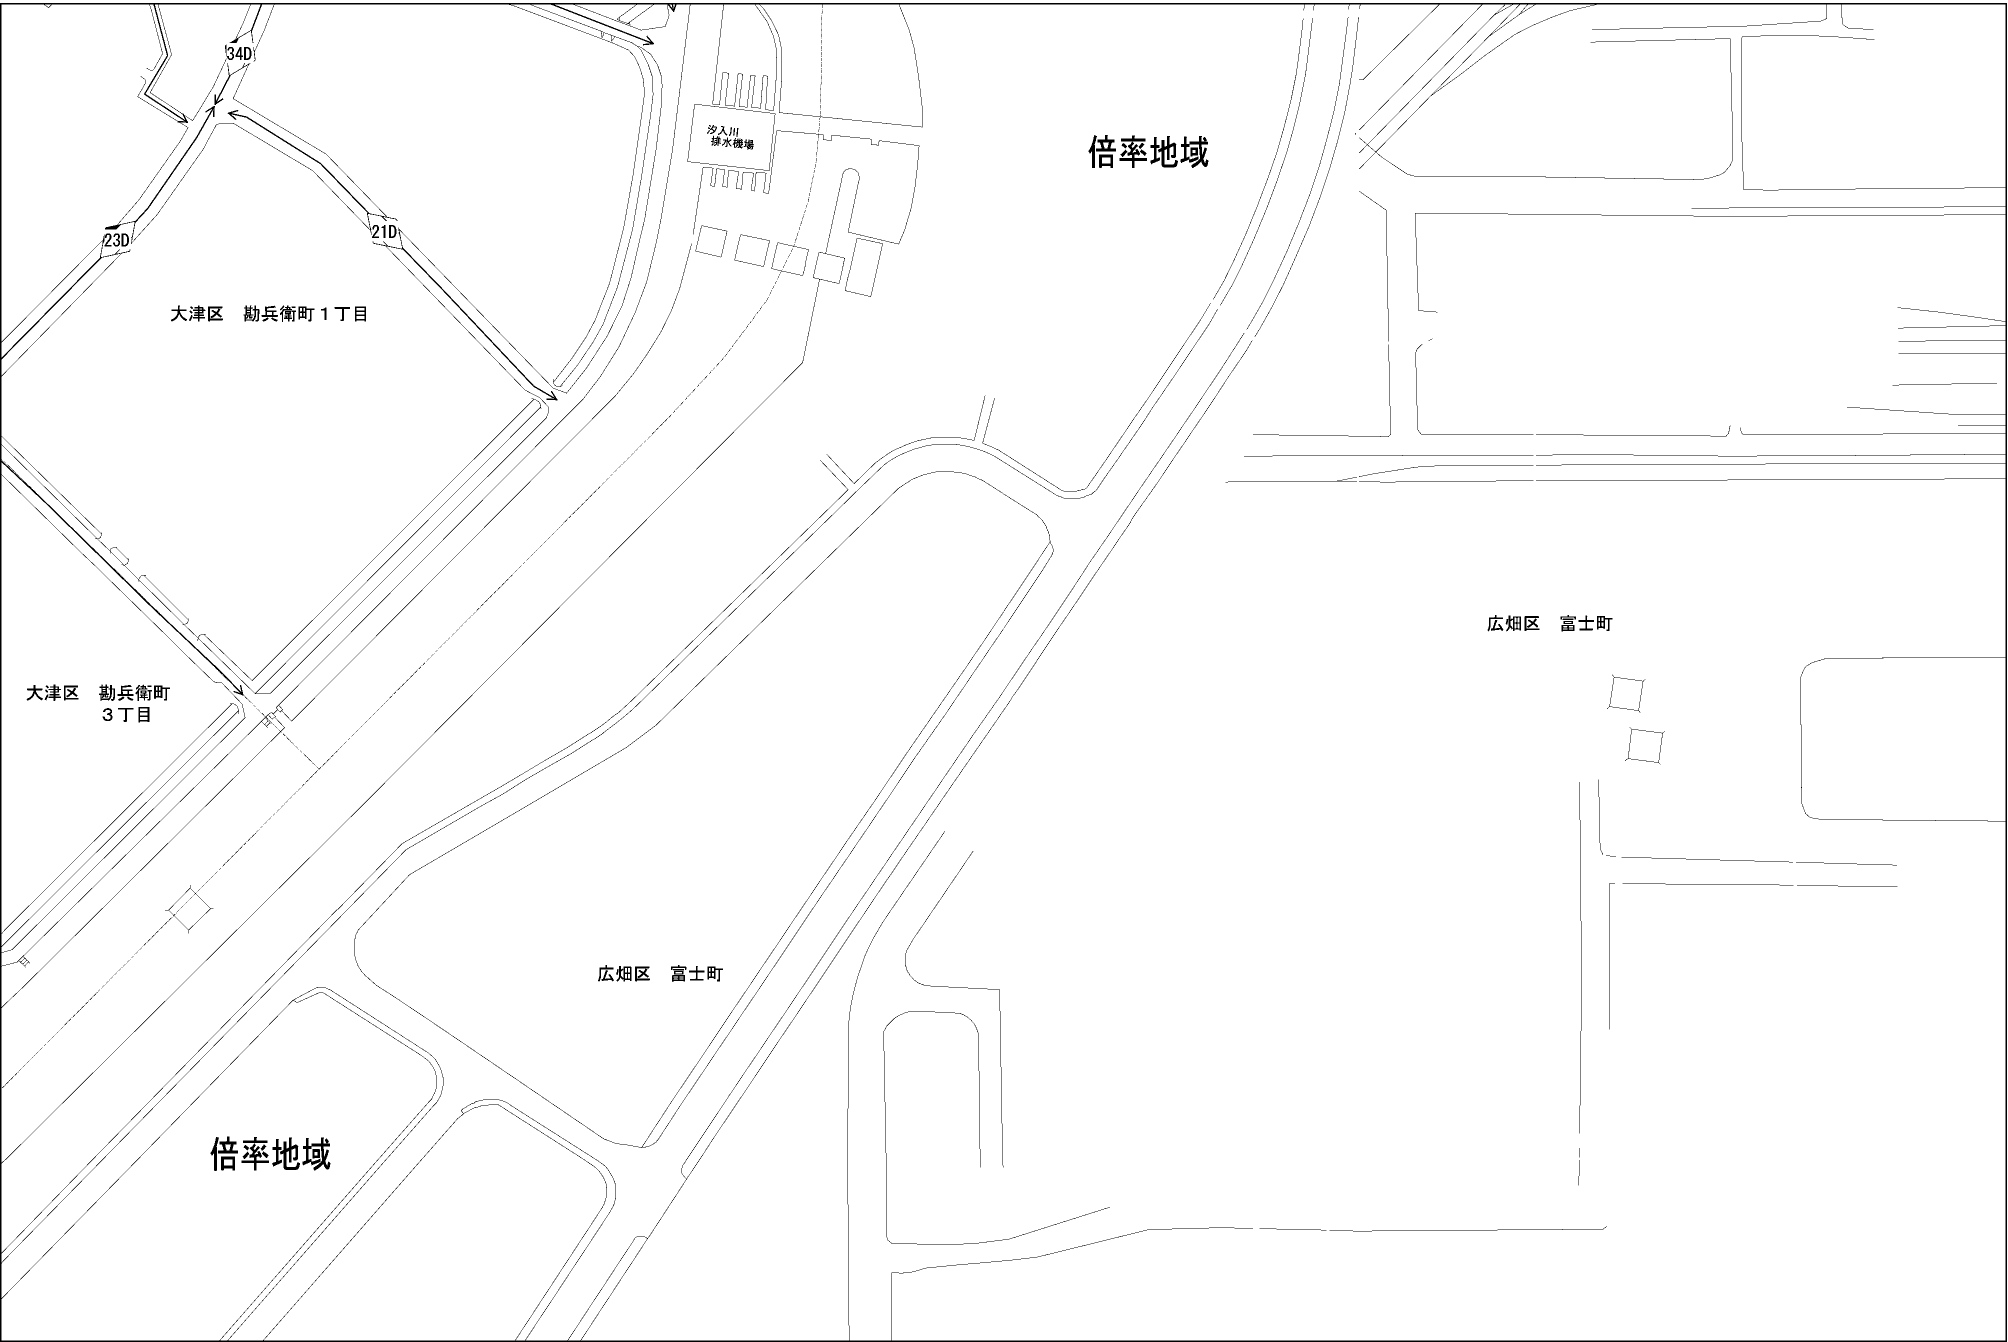 34D
汐入川
排水機場
倍率地域
23D
21D
大津区　勘兵衛町１丁目
広畑区　富士町
大津区　勘兵衛町
３丁目
広畑区　富士町
倍率地域